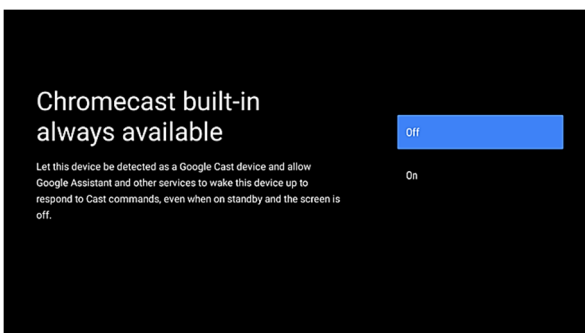 Chromecast built-in
always available
Let this device be detected as a Google Cast device and allow
Google Assistant and other services to wake this device up to
respond to Cast commands, even when on standby and the screen is
off.
Off
On